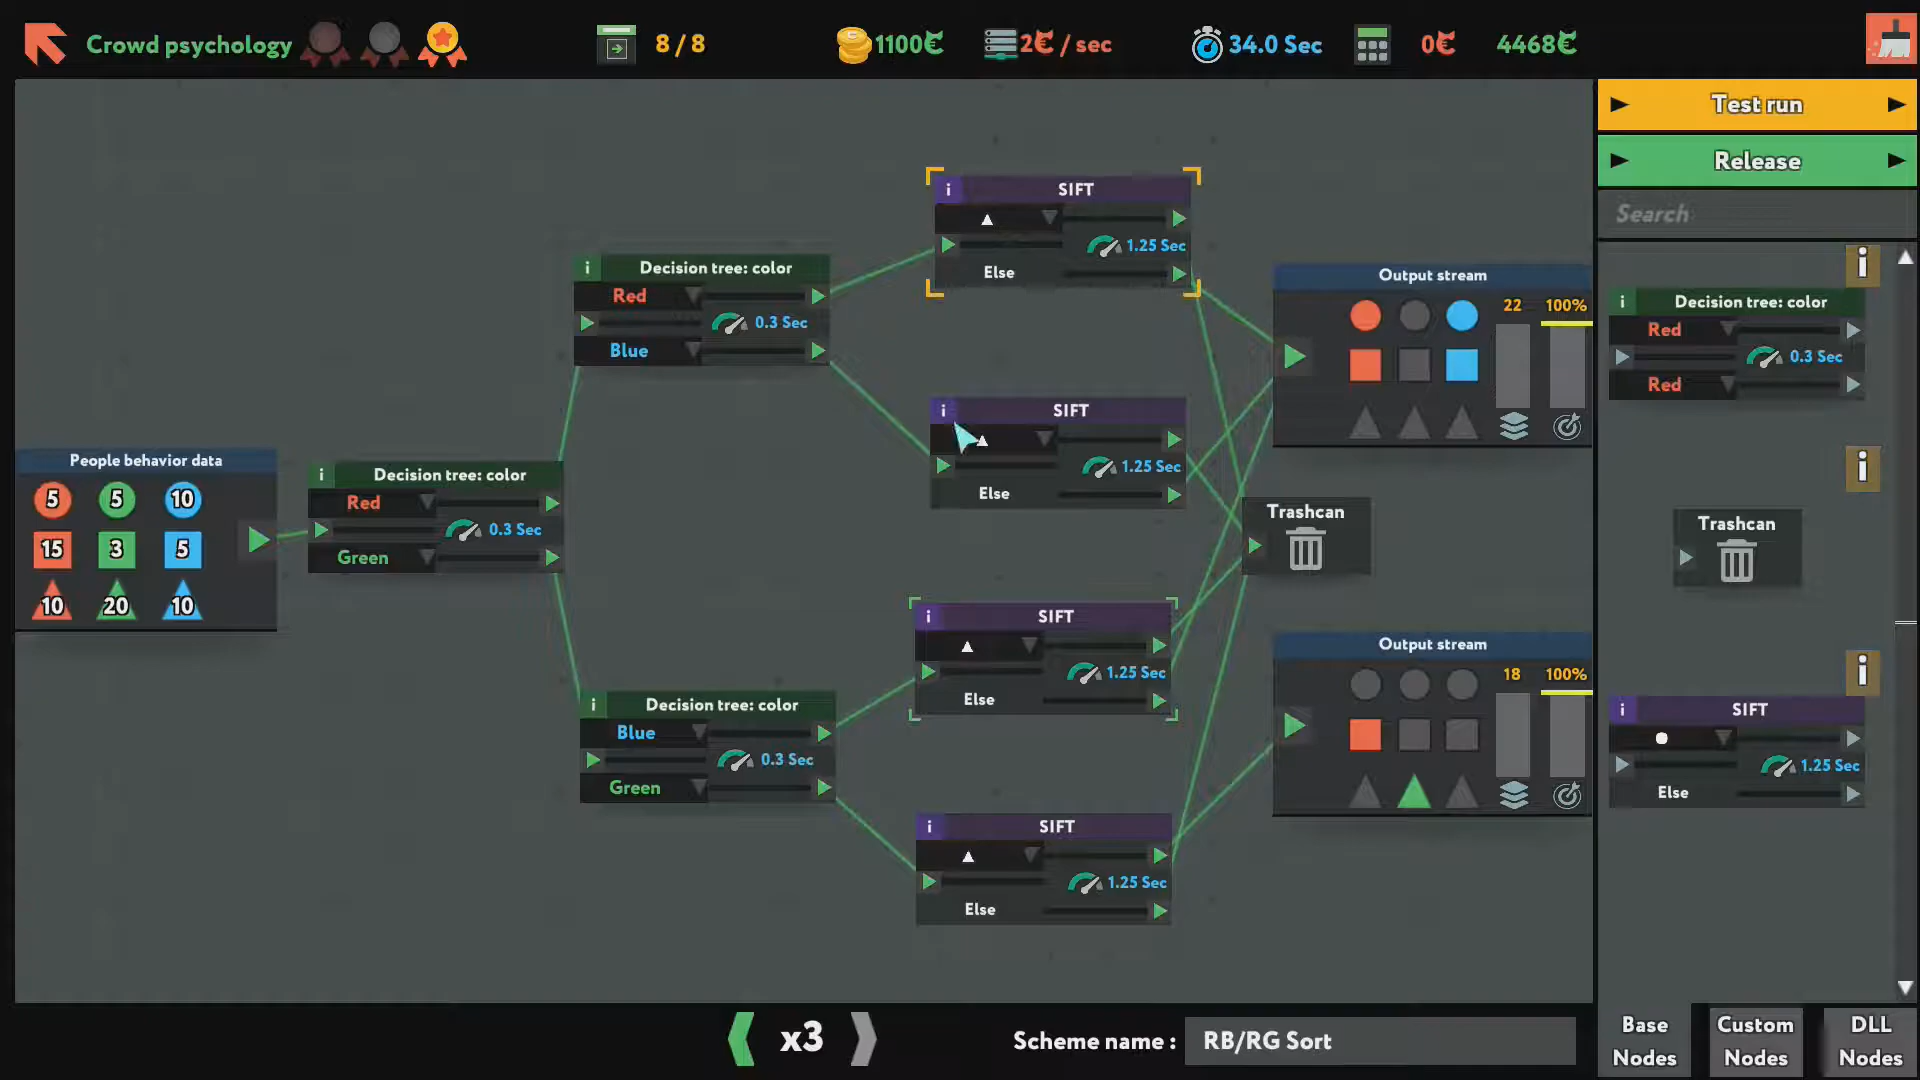 Crowd psychology
8 / 8
1100€
2€ / sec
34.0 Sec
0€
4468€
Test run
Release
Search
i
Decision tree: color
Red
0.3 Sec
Red
i
Trashcan
i
i
SIFT
1.25 Sec
Else
Base Nodes
Custom Nodes
DLL Nodes
People behavior data
5
5
10
15
3
5
10
20
10
i
Decision tree: color
Red
0.3 Sec
Green
i
Decision tree: color
Red
0.3 Sec
Blue
i
Decision tree: color
Blue
0.3 Sec
Green
i
SIFT
1.25 Sec
Else
i
SIFT
1.25 Sec
Else
i
SIFT
1.25 Sec
Else
i
SIFT
1.25 Sec
Else
Output stream
22
100%
Trashcan
Output stream
18
100%
x3
Scheme name :
RB/RG Sort